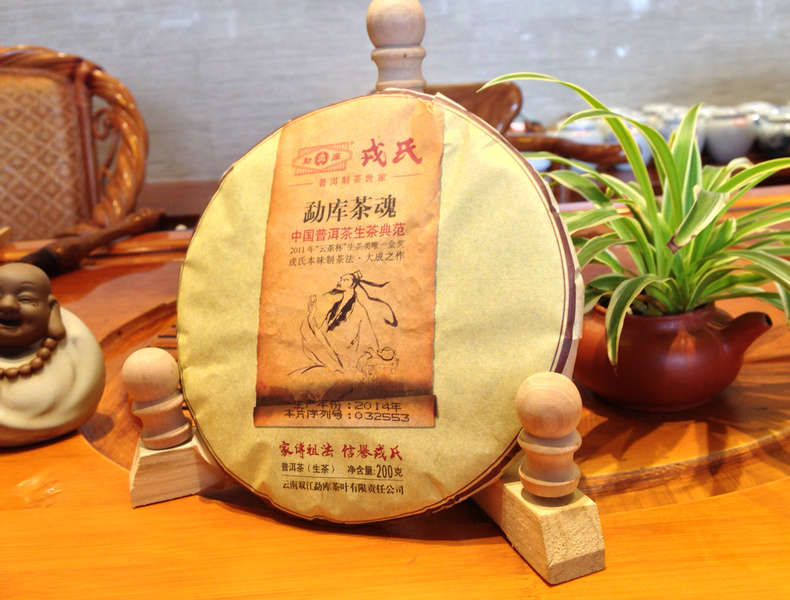 勐库 戎氏
普洱制茶世家
勐库茶魂
中国普洱茶生茶典范
2011年"云茶杯"生茶类唯一金奖
戎氏本味制茶法·大成之作
生产年份:2014年
本片序列号:032553
家传祖法 信誉戎氏
普洱茶(生茶) 净含量:200克
云南双江勐库茶叶有限责任公司